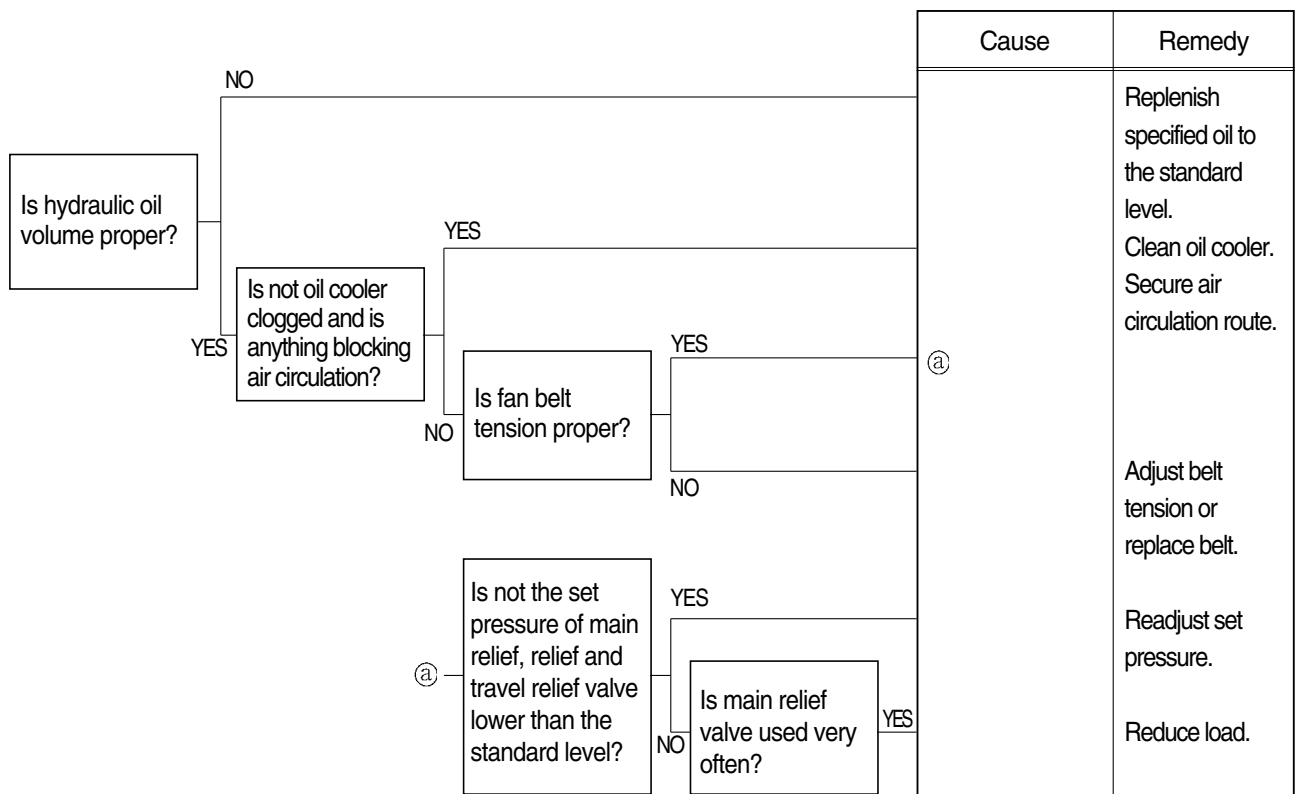 Cause
Remedy
NO
Replenish
specified oil to
the standard
level.
Is hydraulic oil
volume proper?
YES
Clean oil cooler.
Secure air
circulation route.
Is not oil cooler
clogged and is
anything blocking
air circulation?
YES
YES
ⓐ
Is fan belt
tension proper?
NO
NO
Adjust belt
tension or
replace belt.
Is not the set
pressure of main
relief, relief and
travel relief valve
lower than the
standard level?
ⓐ
YES
Readjust set
pressure.
Is main relief
valve used very
often?
NO
YES
Reduce load.